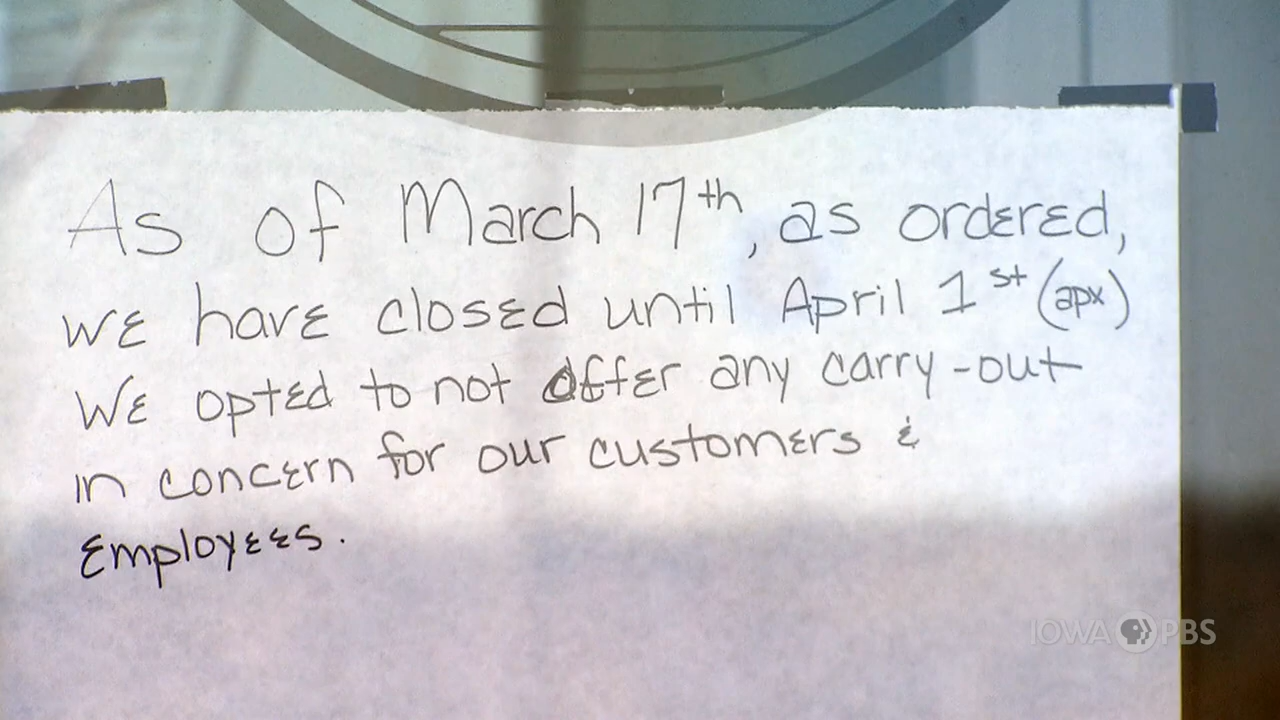 As of March 17th, as ordered,
we have closed until April 1st (apx)
We opted to not offer any carry-out
in concern for our customers &
Employees.
IOWA PBS